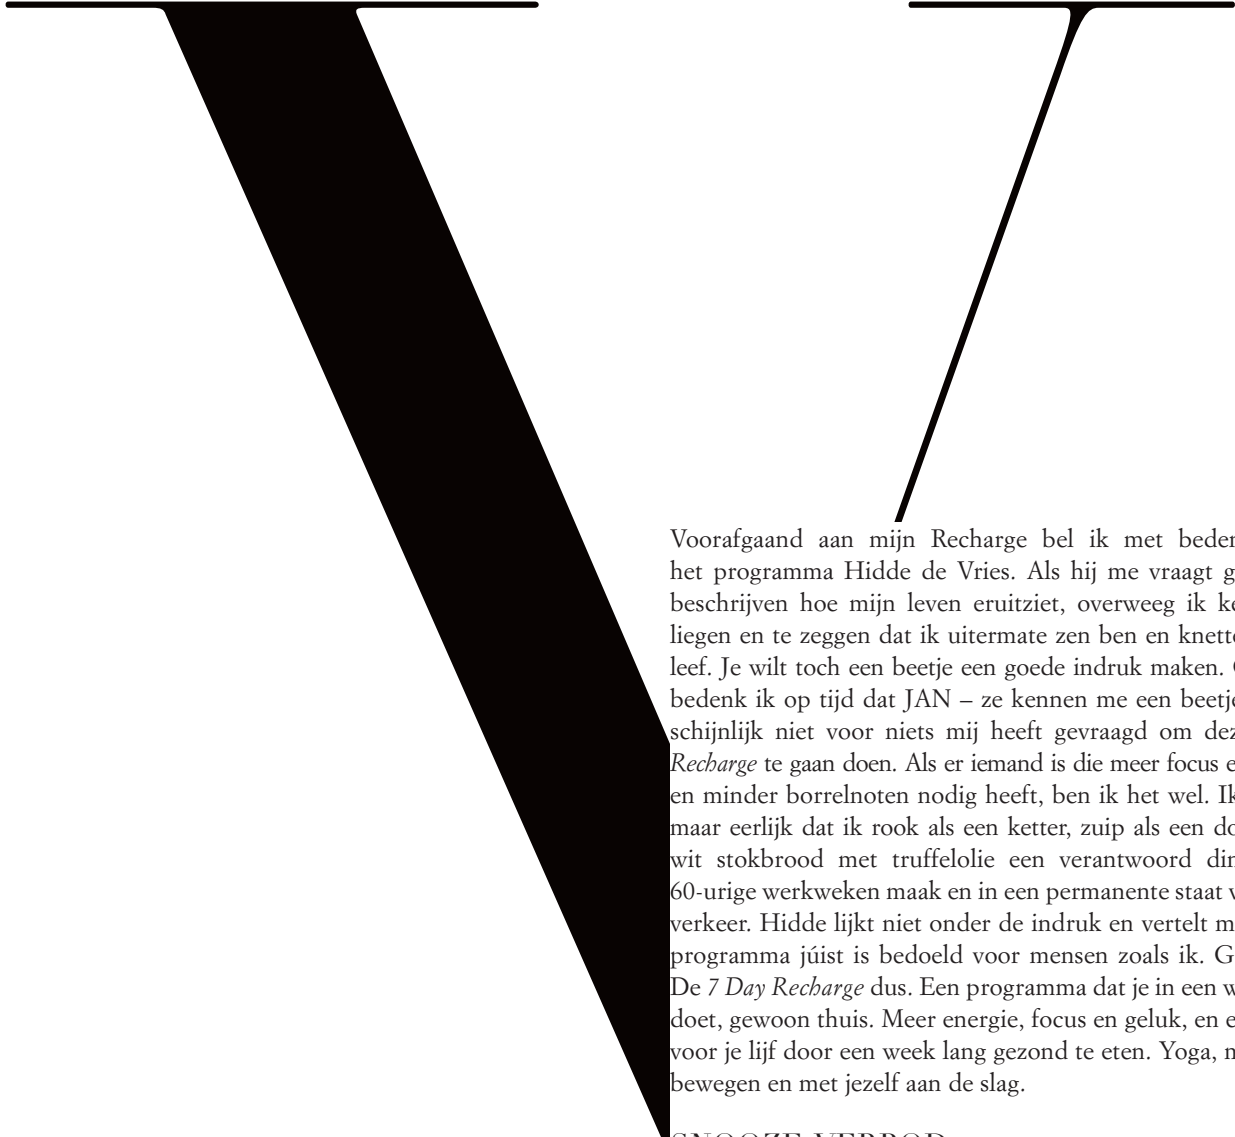 V
Voorafgaand aan mijn Recharge bel ik met
het programma Hidde de Vries. Als hij me vraagt
beschrijven hoe mijn leven eruitziet, overweeg ik
liegen en te zeggen dat ik uitermate zen ben en
leef. Je wilt toch een beetje een goede indruk maken.
bedenk ik op tijd dat JAN – ze kennen me een beetje
schijnlijk niet voor niets mij heeft gevraagd om
Recharge te gaan doen. Als er iemand is die meer focus
en minder borrelnoten nodig heeft, ben ik het wel. Ik
maar eerlijk dat ik rook als een ketter, zuip als een
wit stokbrood met truffelolie een verantwoord
60-urige werkweken maak en in een permanente staat
verkeer. Hidde lijkt niet onder de indruk en vertelt
programma júist is bedoeld voor mensen zoals ik.
De 7 Day Recharge dus. Een programma dat je in een
doet, gewoon thuis. Meer energie, focus en geluk, en
voor je lijf door een week lang gezond te eten. Yoga,
bewegen en met jezelf aan de slag.